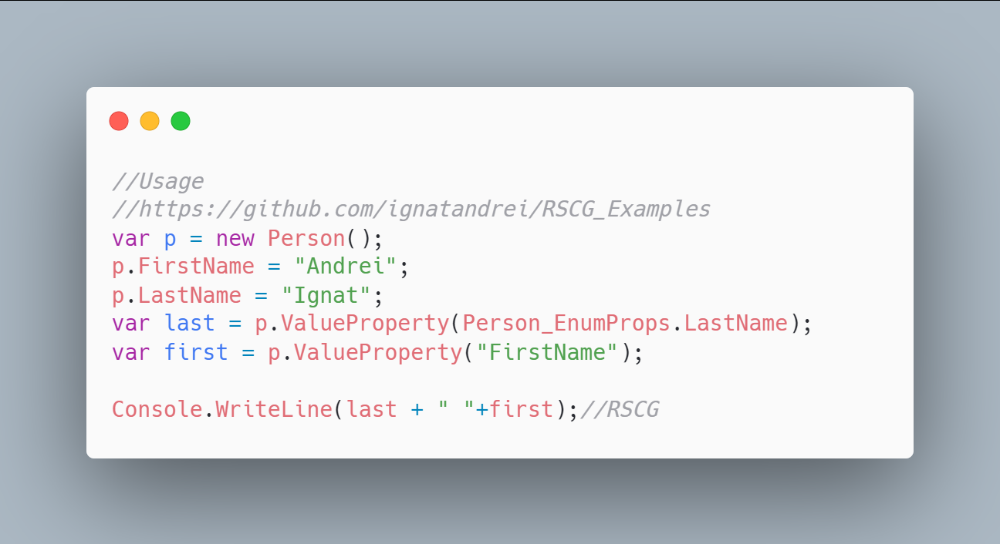 //Usage
//https://github.com/ignatandrei/RSCG_Examples
var p = new Person();
p.FirstName = "Andrei";
p.LastName = "Ignat";
var last = p.ValueProperty(Person_EnumProps.LastName);
var first = p.ValueProperty("FirstName");
Console.WriteLine(last + " "+first);//RSCG